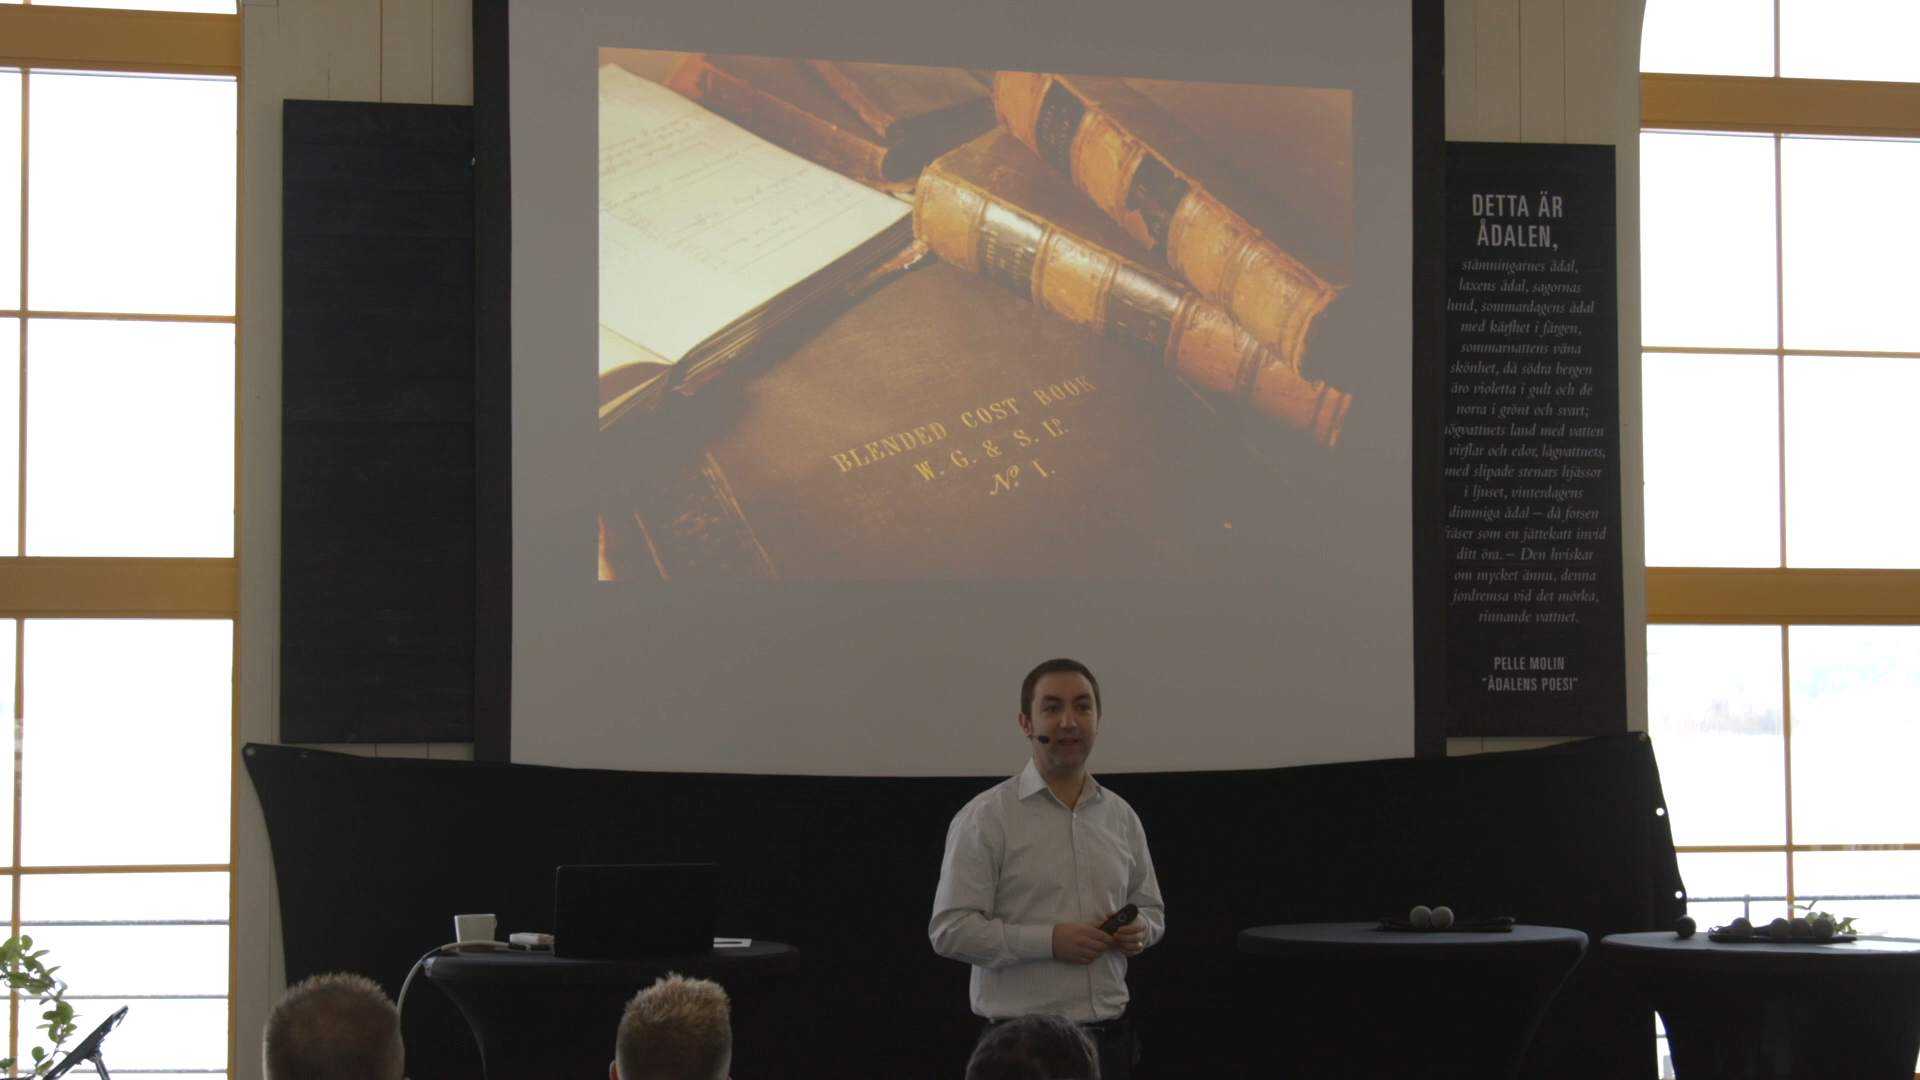 BLENDED COST BOOK
W. G. & S. Lᴰ.
Nº 1.
DETTA ÄR
ÅDALEN,
stämningarnes ådal,
laxens ådal, sagornas
lund, sommardagens ådal
med kärfhet i färgen,
sommarnattens väna
skönhet, då södra bergen
äro violetta i gult och de
norra i grönt och svart;
högvattnets land med vatten
virflar och edor, lågvattnets,
med slipade stenars hjässor
i ljuset, vinterdagens
dimmiga ådal – då forsen
fräser som en jättekatt invid
ditt öra. – Den hviskar
om mycket ännu, denna
jordremsa vid det mörka,
rinnande vattnet.
PELLE MOLIN
"ÅDALENS POESI"